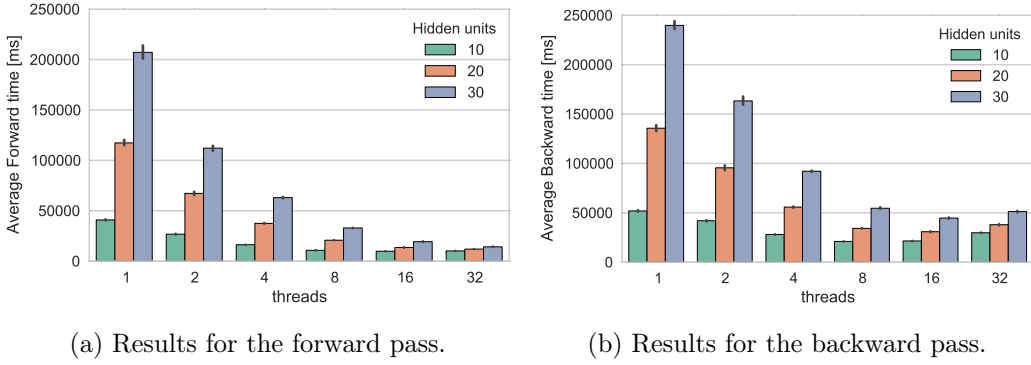 Average Forward time [ms]
250000
200000
150000
100000
50000
0
Hidden units
10
20
30
1 2 4 8 16 32
threads
(a) Results for the forward pass.
Average Backward time [ms]
250000
200000
150000
100000
50000
0
Hidden units
10
20
30
1 2 4 8 16 32
threads
(b) Results for the backward pass.